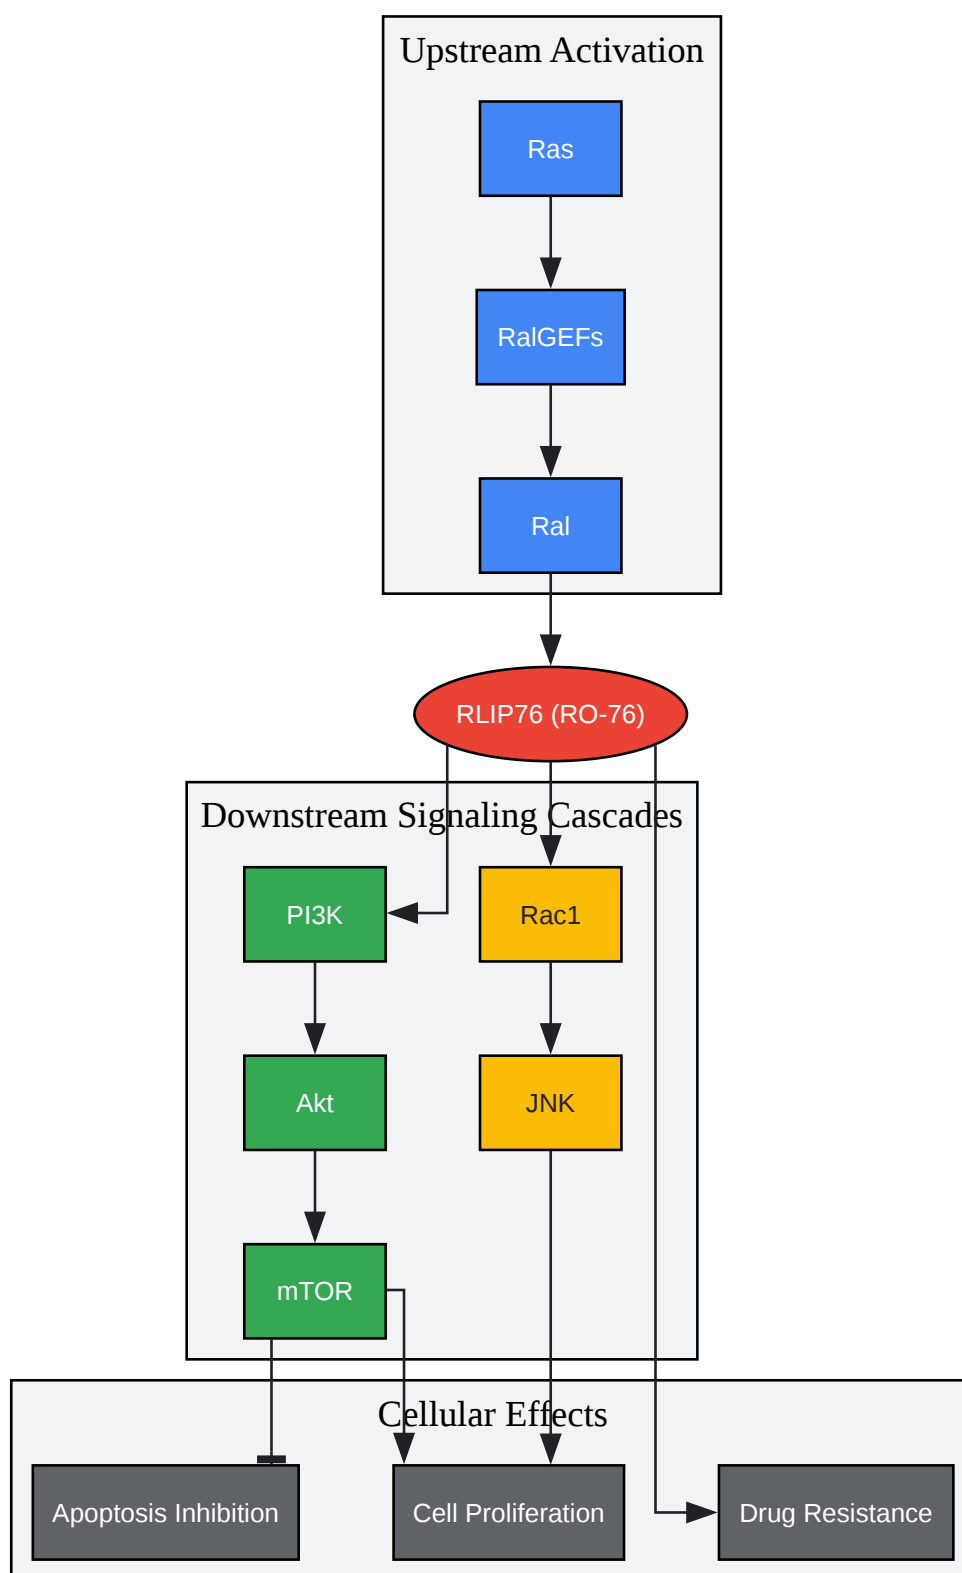 Upstream Activation
Ras
RalGEFs
Ral
RLIP76 (RO-76)
Downstream Signaling Cascades
PI3K
Rac1
Akt
JNK
mTOR
Cellular Effects
Apoptosis Inhibition
Cell Proliferation
Drug Resistance